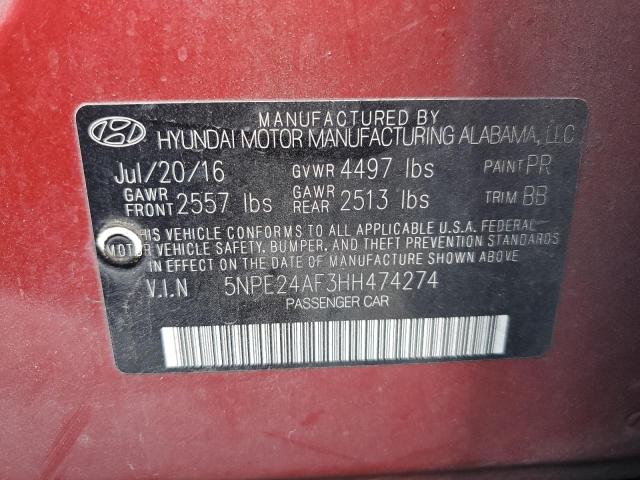 MANUFACTURED BY
HYUNDAI MOTOR MANUFACTURING ALABAMA, LLC
Jul/20/16 GVWR 4497 lbs PAINT PR
GAWR FRONT 2557 lbs GAWR REAR 2513 lbs TRIM BB
THIS VEHICLE CONFORMS TO ALL APPLICABLE U.S.A. FEDERAL
MOTOR VEHICLE SAFETY, BUMPER, AND THEFT PREVENTION STANDARDS
IN EFFECT ON THE DATE OF MANUFACTURE SHOWN ABOVE.
V.I.N 5NPE24AF3HH474274
PASSENGER CAR